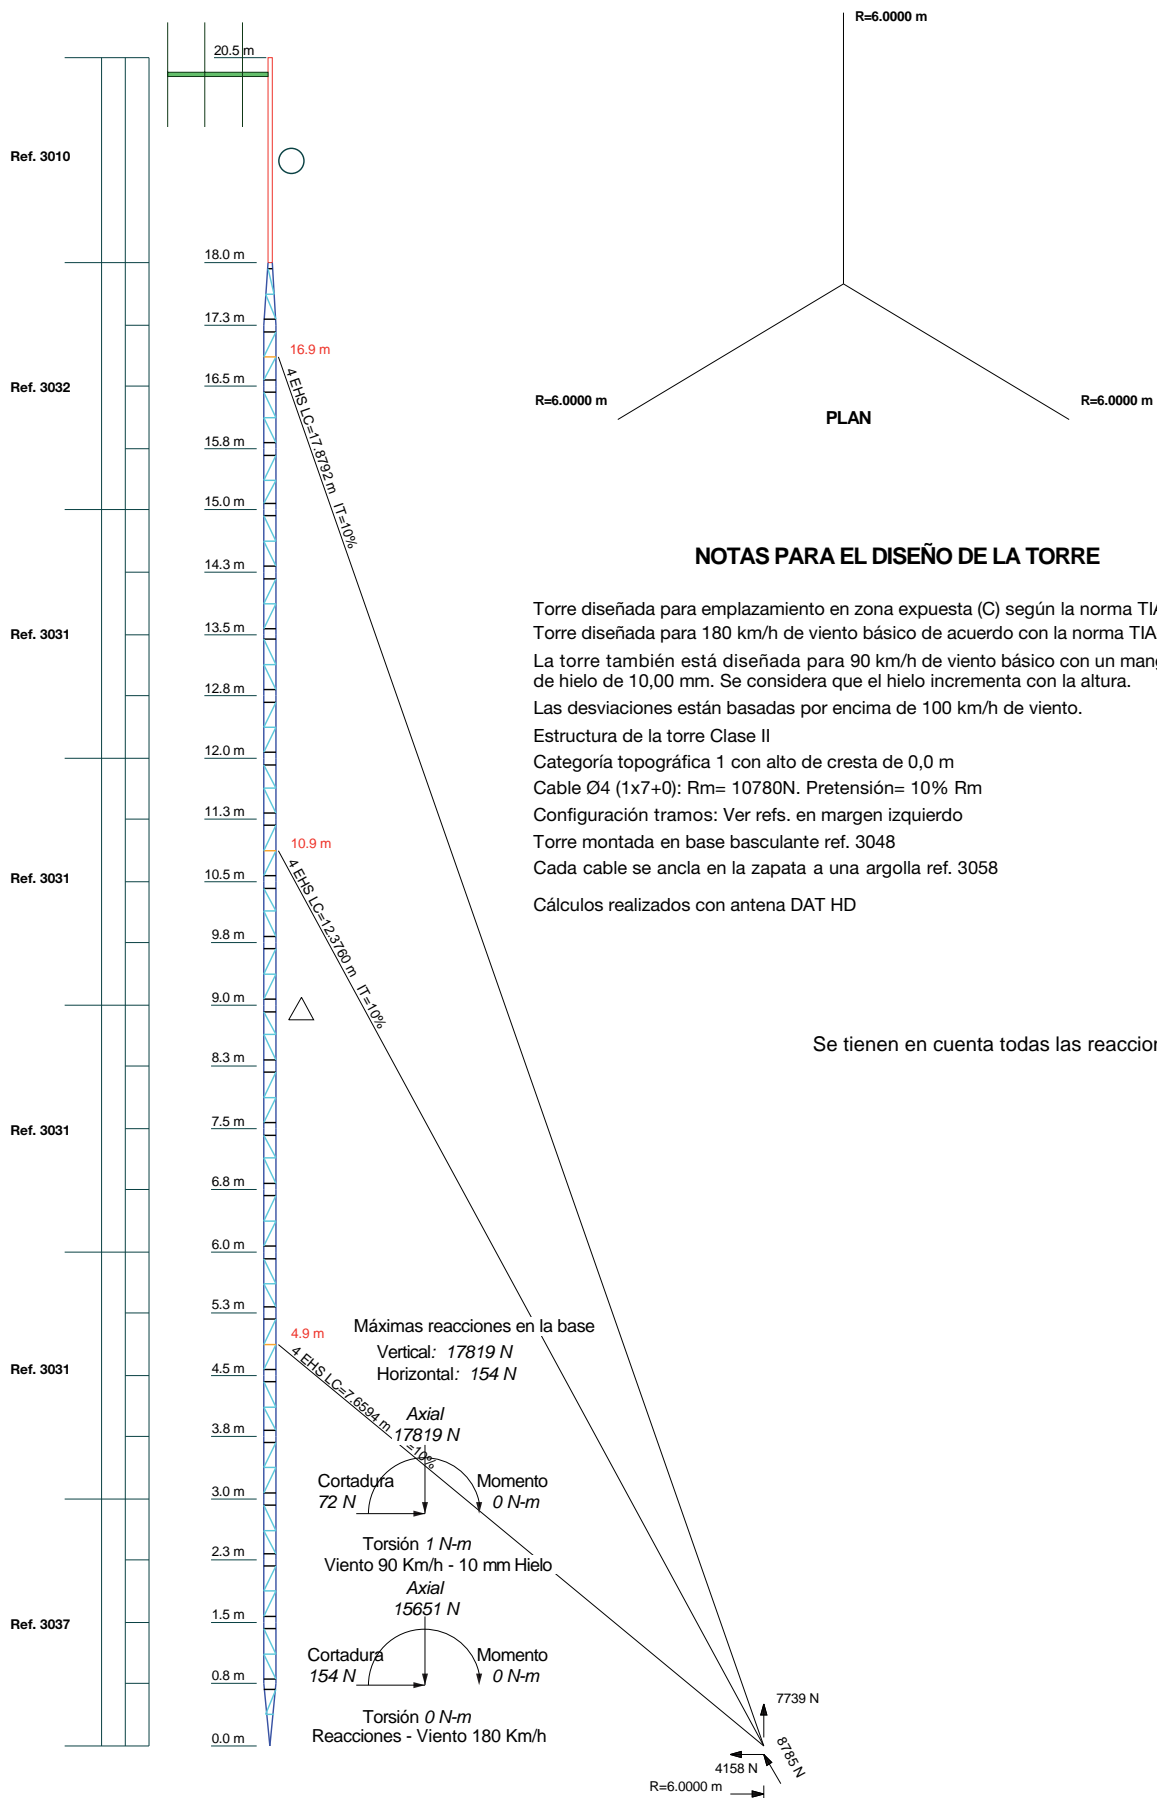 R=6.0000 m
20.5 m
Ref. 3010
18.0 m
17.3 m
16.9 m
4 EHS LC=17.8792 m IT=10%
16.5 m
Ref. 3032
15.8 m
15.0 m
14.3 m
Ref. 3031
13.5 m
12.8 m
12.0 m
11.3 m
10.9 m
4 EHS LC=12.3760 m IT=10%
Ref. 3031
10.5 m
9.8 m
9.0 m
8.3 m
Ref. 3031
7.5 m
6.8 m
6.0 m
5.3 m
4.9 m
4 EHS LC=7.6594 m =10%
Ref. 3031
4.5 m
3.8 m
3.0 m
2.3 m
Ref. 3037
1.5 m
0.8 m
0.0 m
R=6.0000 m
R=6.0000 m
PLAN
NOTAS PARA EL DISEÑO DE LA TORRE
Torre diseñada para emplazamiento en zona expuesta (C) según la norma TIA
Torre diseñada para 180 km/h de viento básico de acuerdo con la norma TIA
La torre también está diseñada para 90 km/h de viento básico con un mang
de hielo de 10,00 mm. Se considera que el hielo incrementa con la altura.
Las desviaciones están basadas por encima de 100 km/h de viento.
Estructura de la torre Clase II
Categoría topográfica 1 con alto de cresta de 0,0 m
Cable Ø4 (1x7+0): Rm= 10780N. Pretensión= 10% Rm
Configuración tramos: Ver refs. en margen izquierdo
Torre montada en base basculante ref. 3048
Cada cable se ancla en la zapata a una argolla ref. 3058
Cálculos realizados con antena DAT HD
Se tienen en cuenta todas las reaccion
Máximas reacciones en la base
Vertical: 17819 N
Horizontal: 154 N
Axial
17819 N
Cortadura
72 N
Momento
0 N-m
Torsión 1 N-m
Viento 90 Km/h - 10 mm Hielo
Axial
15651 N
Cortadura
154 N
Momento
0 N-m
Torsión 0 N-m
Reacciones - Viento 180 Km/h
7739 N
8785 N
4158 N
R=6.0000 m